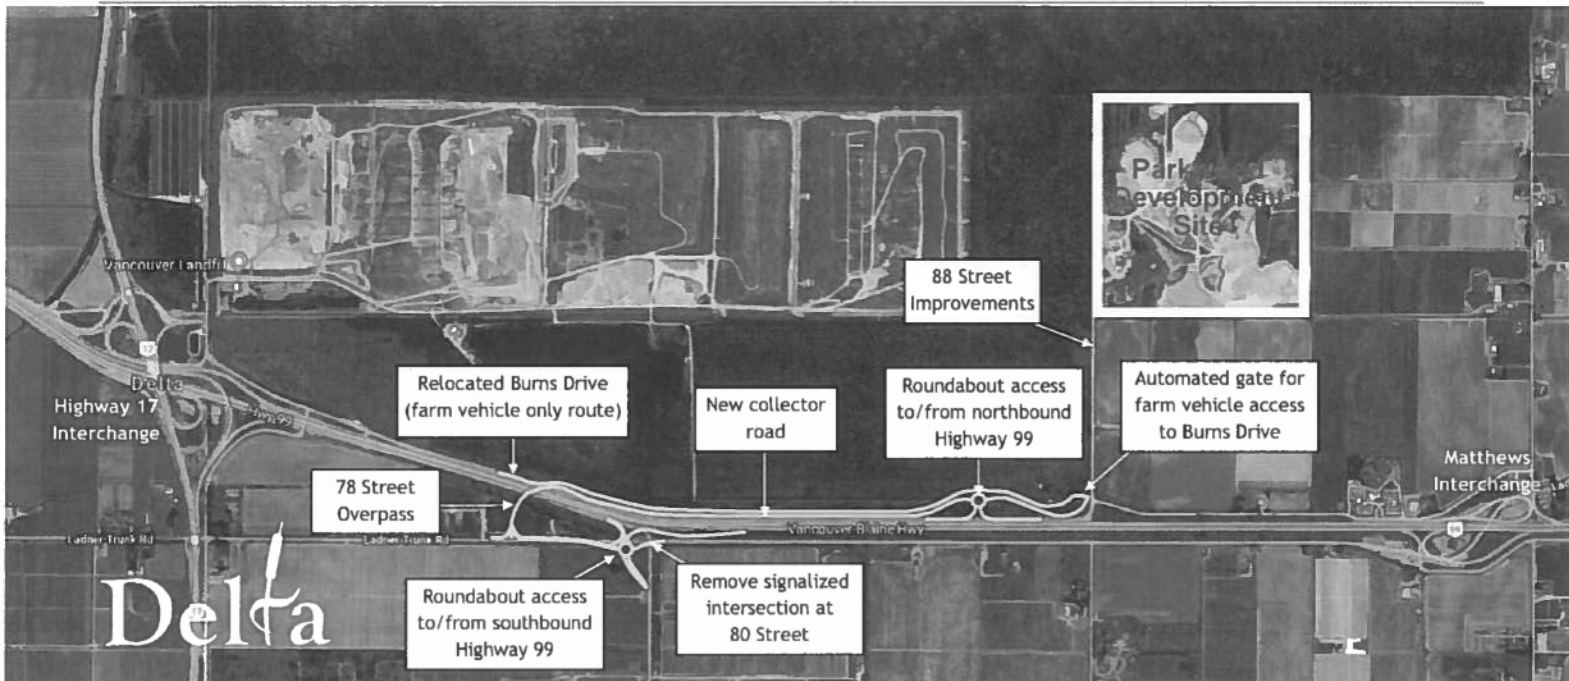 Park
Development
Site
Vancouver Landfill
88 Street
Improvements
17
Delta
Highway 17
Interchange
Hwy 99
Relocated Burns Drive
(farm vehicle only route)
New collector
road
Roundabout access
to/from northbound
Highway 99
Automated gate for
farm vehicle access
to Burns Drive
Matthews
Interchange
78 Street
Overpass
Vancouver Blaine Hwy
99
Ladner Trunk Rd
Ladner Trunk Rd
Delta
17
Roundabout access
to/from southbound
Highway 99
Remove signalized
intersection at
80 Street